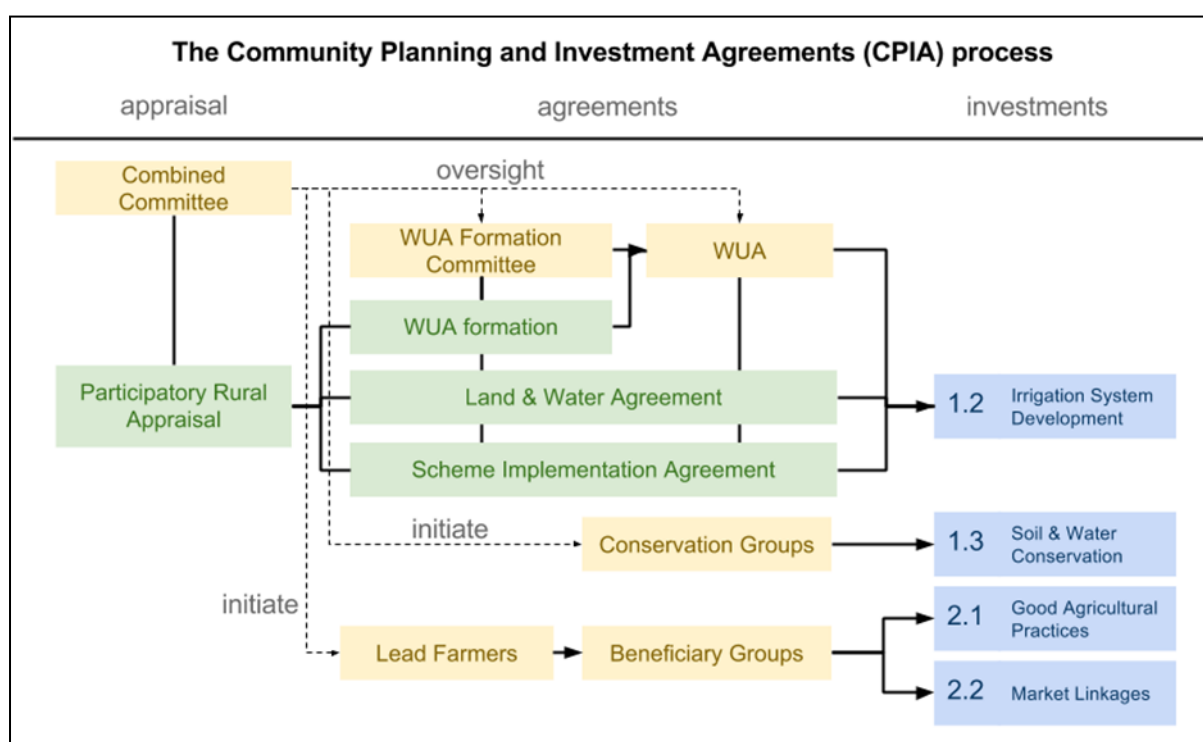 The Community Planning and Investment Agreements (CPIA) process
appraisal
agreements
investments
Combined
Committee
oversight
WUA Formation
Committee
WUA
WUA formation
Participatory Rural
Appraisal
Land & Water Agreement
1.2
Irrigation System
Development
Scheme Implementation Agreement
initiate
Conservation Groups
1.3
Soil & Water
Conservation
initiate
Lead Farmers
Beneficiary Groups
2.1
Good Agricultural
Practices
2.2
Market Linkages